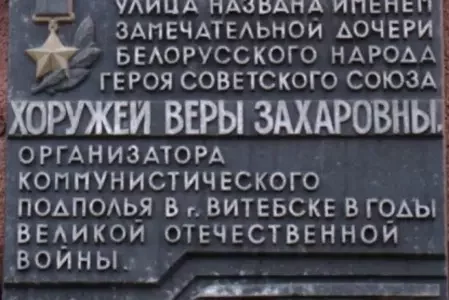 УЛИЦА НАЗВАНА ИМЕНЕМ
ЗАМЕЧАТЕЛЬНОЙ ДОЧЕРИ
БЕЛОРУССКОГО НАРОДА
ГЕРОЯ СОВЕТСКОГО СОЮЗА
ХОРУЖЕЙ ВЕРЫ ЗАХАРОВНЫ,
ОРГАНИЗАТОРА
КОММУНИСТИЧЕСКОГО
ПОДПОЛЬЯ В г. ВИТЕБСКЕ В ГОДЫ
ВЕЛИКОЙ ОТЕЧЕСТВЕННОЙ
ВОЙНЫ.